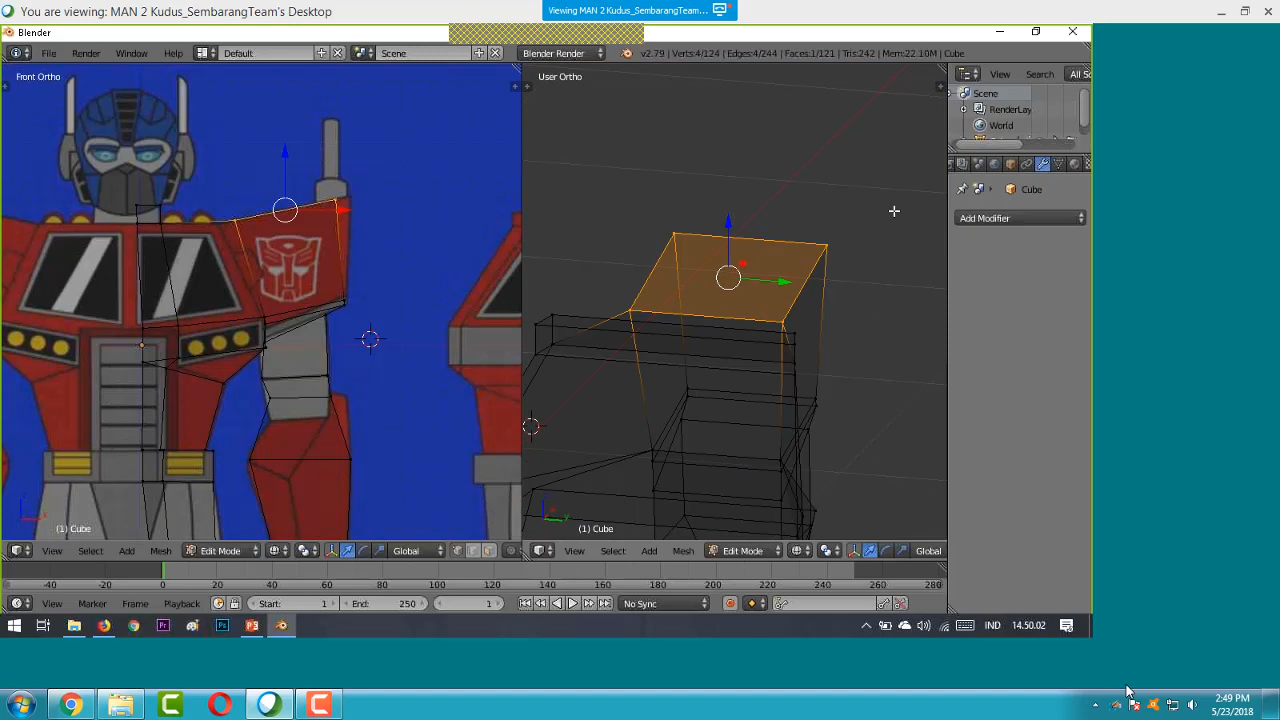 You are viewing: MAN 2 Kudus_SembarangTeam's Desktop
Viewing MAN 2 Kudus_SembarangTeam...
Blender
File Render Window Help Default Scene Blender Render v2.79 | Verts:4/124 | Edges:4/244 | Faces:1/121 | Tris:242 | Mem:22.10M | Cube
Front Ortho
User Ortho
View Search All Sc
Scene
RenderLay
World
Cube
Add Modifier
(1) Cube
(1) Cube
View Select Add Mesh Edit Mode Global
View Select Add Mesh Edit Mode Global
-40 -20 0 20 40 60 80 100 120 140 160 180 200 220 240 260 280
View Marker Frame Playback Start: 1 End: 250 1 No Sync
Pr Ps IND 14.50.02
2:49 PM
5/23/2018